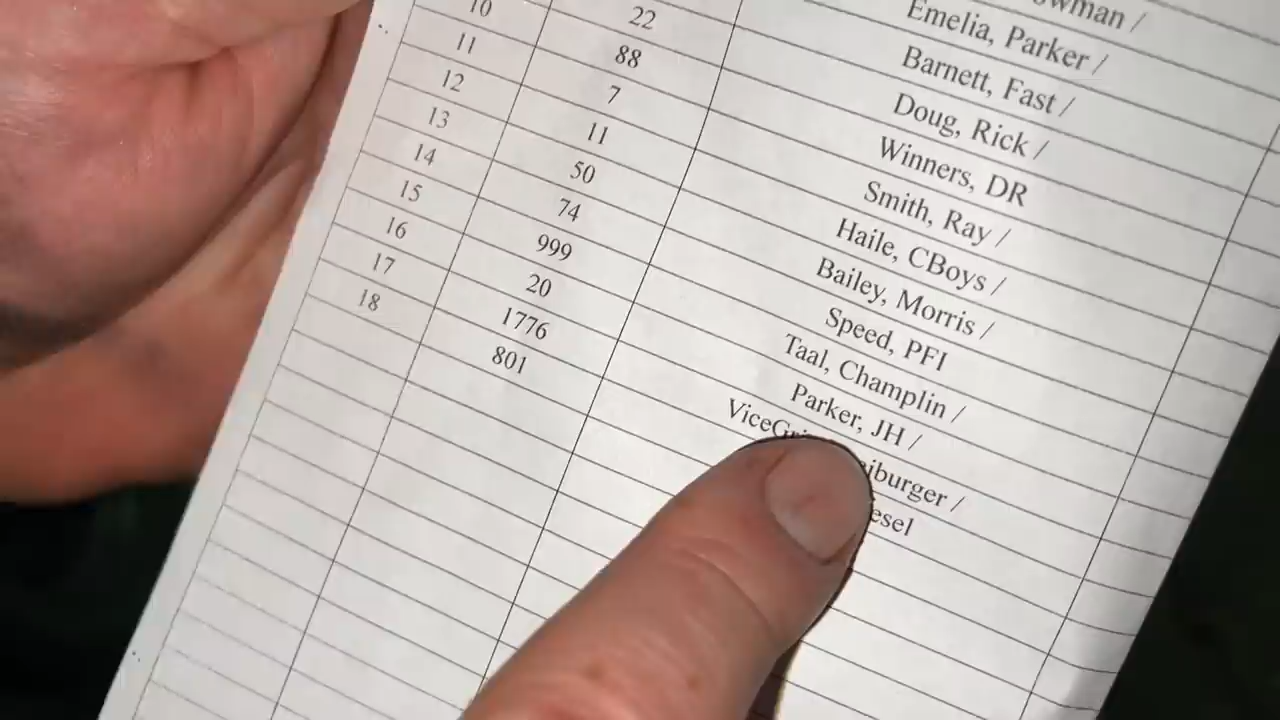 Emelia, Parker /
Barnett, Fast /
22 Doug, Rick /
10 88 Winners, DR
11 7 Smith, Ray /
12 11 Haile, CBoys /
13 50 Bailey, Morris /
14 74 Speed, PFI
15 999 Taal, Champlin /
16 20 Parker, JH /
17 1776 /
18 801